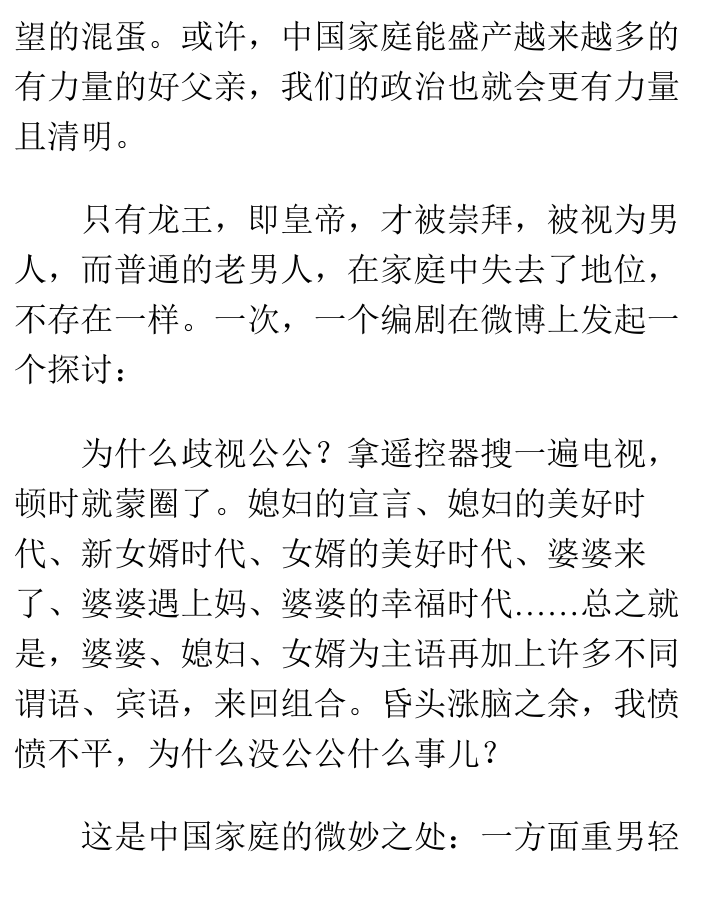 望的混蛋。或许，中国家庭能盛产越来越多的
有力量的好父亲，我们的政治也就会更有力量
且清明。
只有龙王，即皇帝，才被崇拜，被视为男
人，而普通的老男人，在家庭中失去了地位，
不存在一样。一次，一个编剧在微博上发起一
个探讨：
为什么歧视公公？拿遥控器搜一遍电视，
顿时就蒙圈了。媳妇的宣言、媳妇的美好时
代、新女婿时代、女婿的美好时代、婆婆来
了、婆婆遇上妈、婆婆的幸福时代……总之就
是，婆婆、媳妇、女婿为主语再加上许多不同
谓语、宾语，来回组合。昏头涨脑之余，我愤
愤不平，为什么没公公什么事儿？
这是中国家庭的微妙之处：一方面重男轻